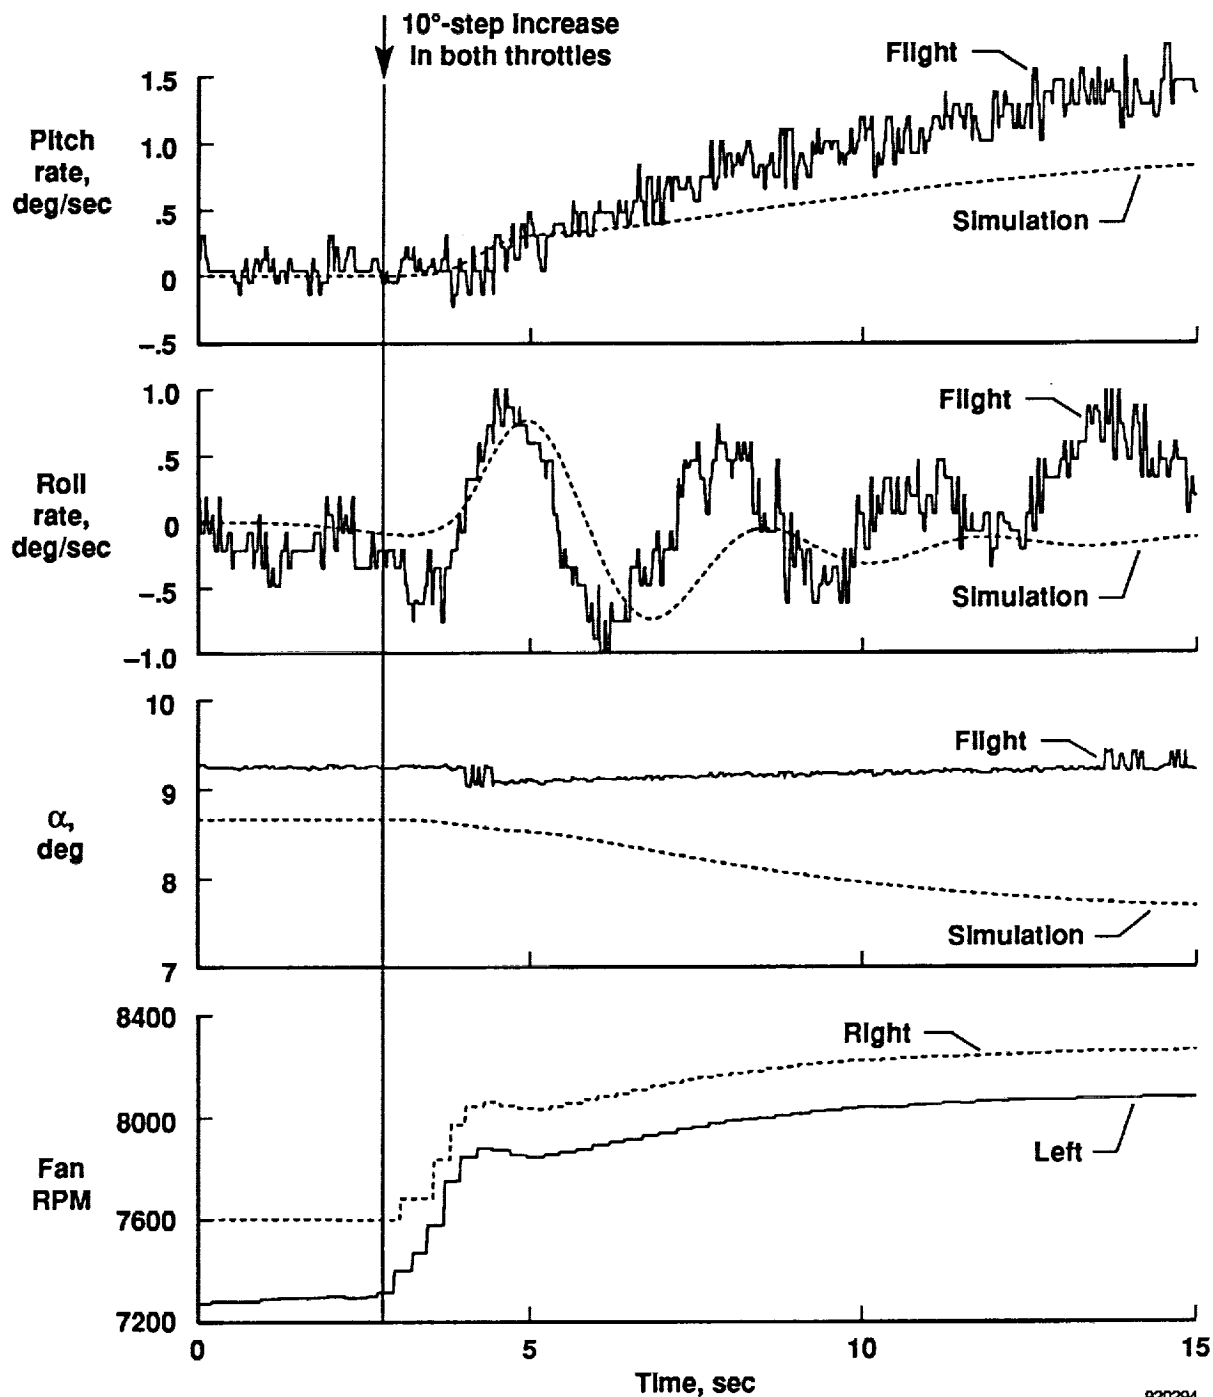 10°-step increase
in both throttles
Flight
1.5
1.0
.5
0
–.5
Pitch
rate,
deg/sec
Simulation
1.0
.5
0
–.5
–1.0
Roll
rate,
deg/sec
Flight
Simulation
10
9
8
7
α,
deg
Flight
Simulation
8400
8000
7600
7200
Fan
RPM
Right
Left
0
5
10
15
Time, sec
920294